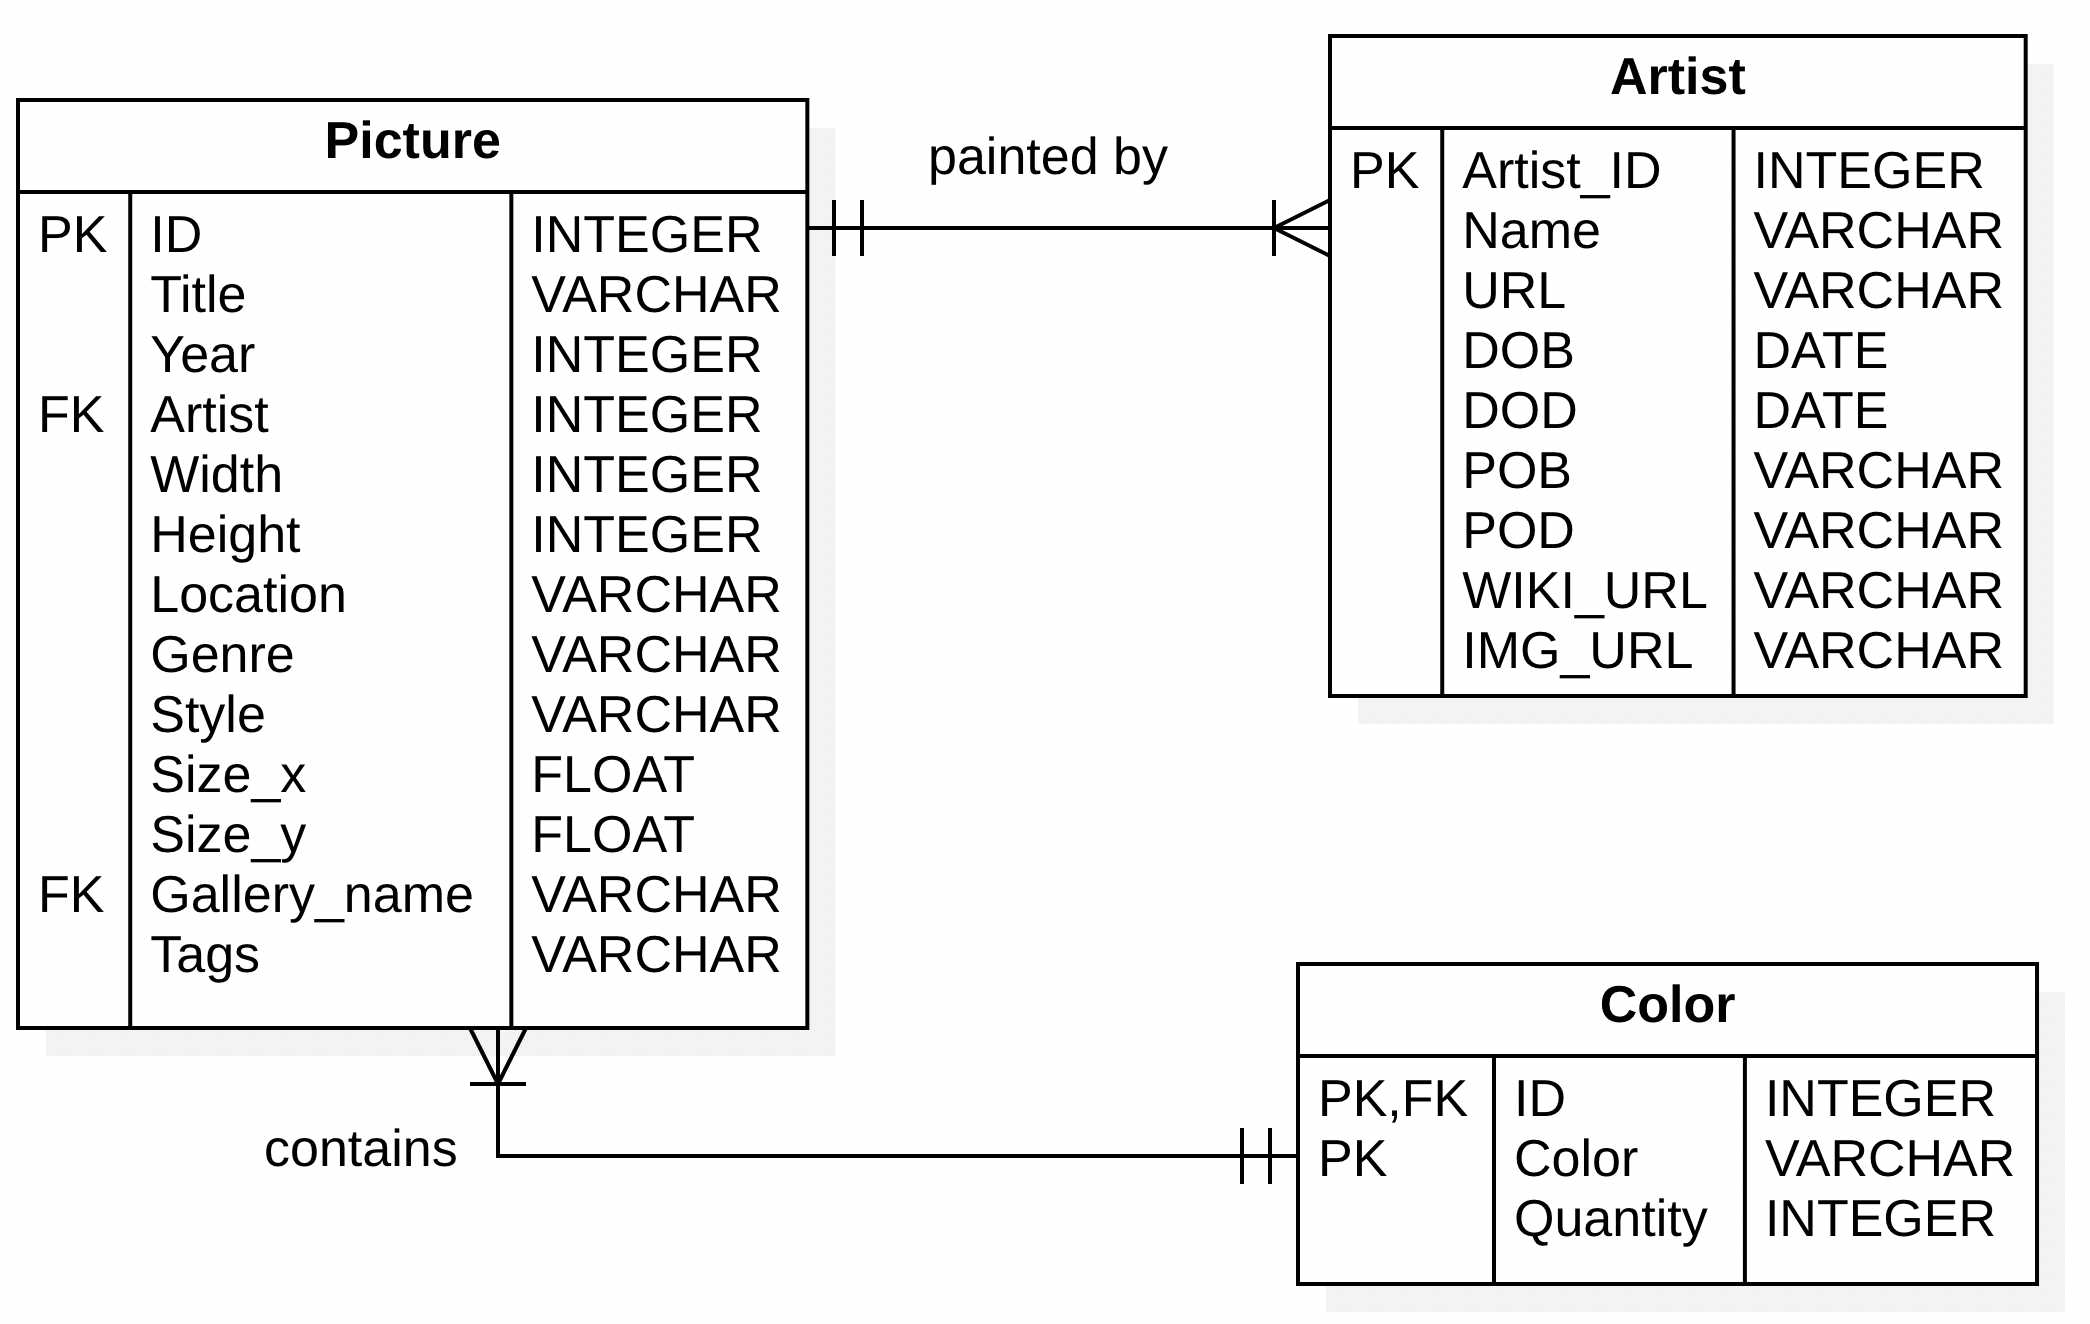 Picture
PK ID INTEGER
Title VARCHAR
Year INTEGER
FK Artist INTEGER
Width INTEGER
Height INTEGER
Location VARCHAR
Genre VARCHAR
Style VARCHAR
Size_x FLOAT
Size_y FLOAT
FK Gallery_name VARCHAR
Tags VARCHAR
painted by
Artist
PK Artist_ID INTEGER
Name VARCHAR
URL VARCHAR
DOB DATE
DOD DATE
POB VARCHAR
POD VARCHAR
WIKI_URL VARCHAR
IMG_URL VARCHAR
contains
Color
PK,FK ID INTEGER
PK Color VARCHAR
Quantity INTEGER